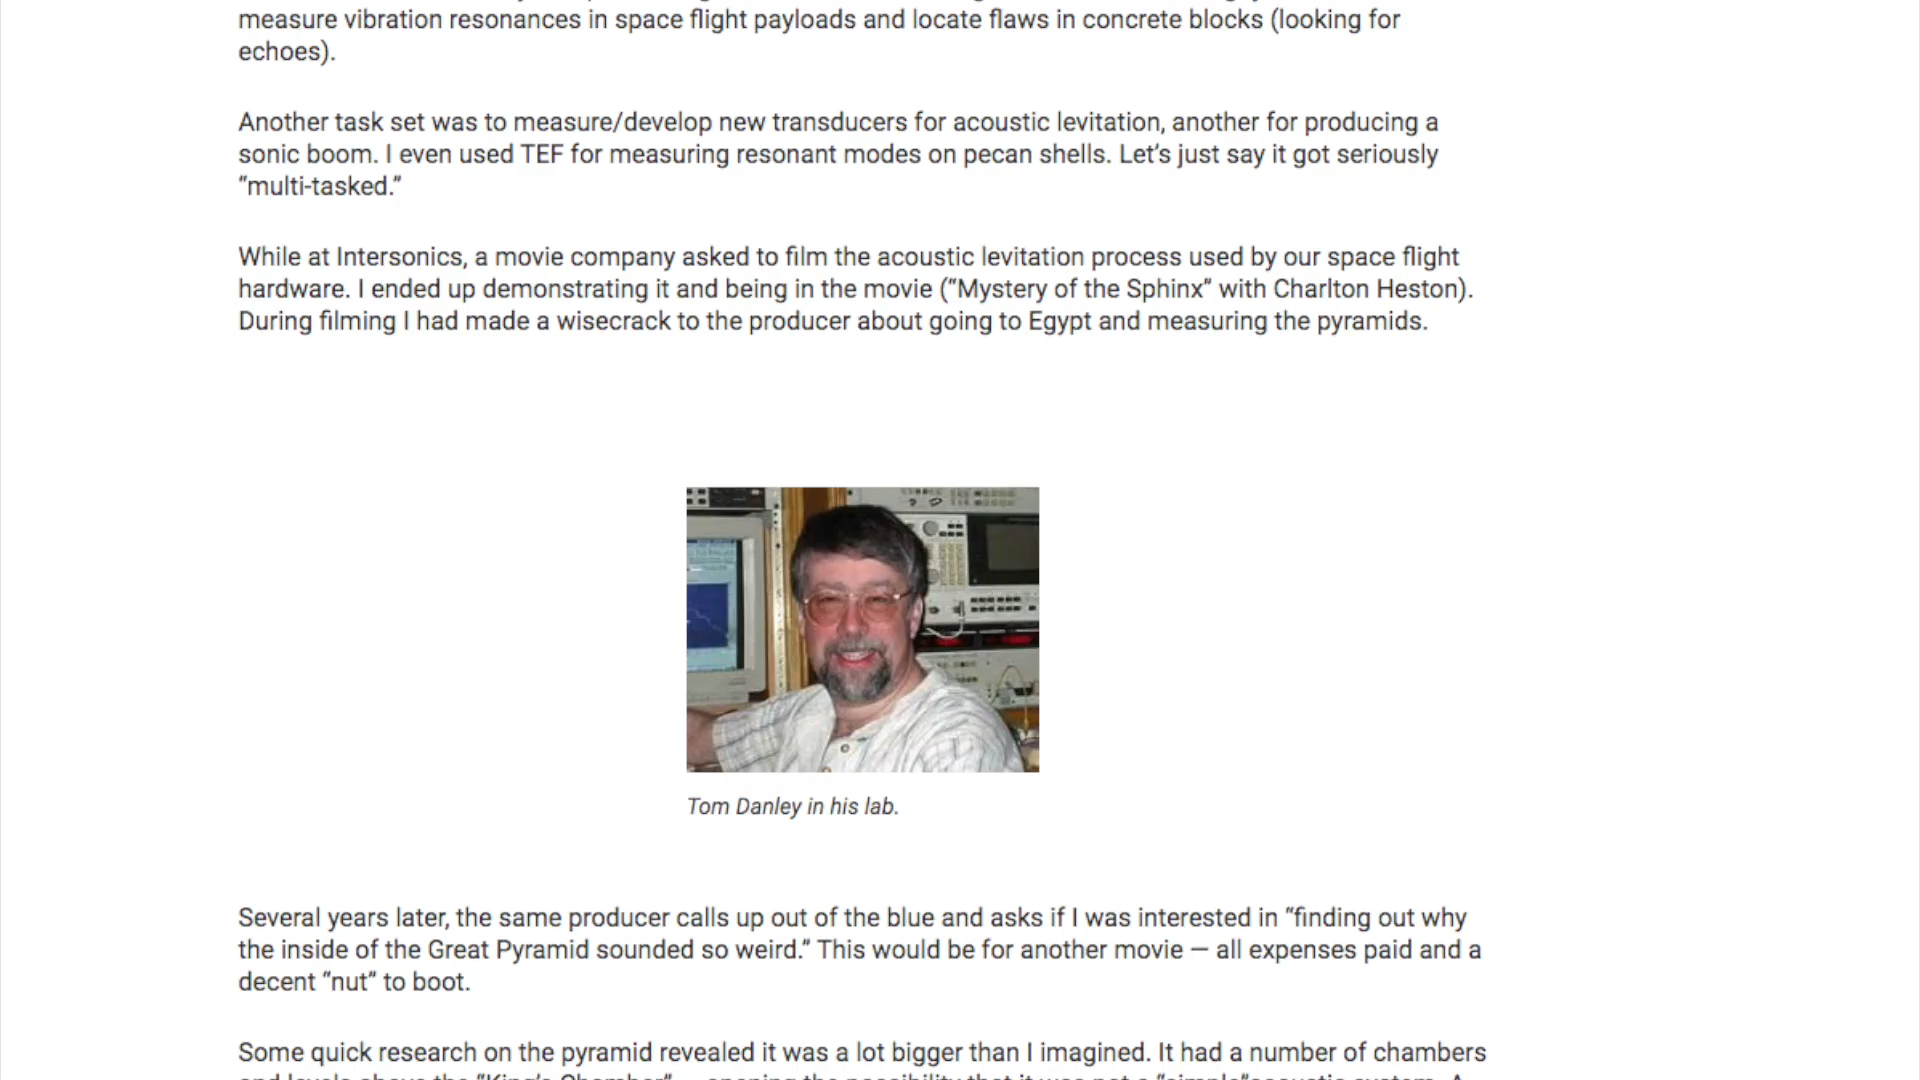 measure vibration resonances in space flight payloads and locate flaws in concrete blocks (looking for
echoes).
Another task set was to measure/develop new transducers for acoustic levitation, another for producing a
sonic boom. I even used TEF for measuring resonant modes on pecan shells. Let’s just say it got seriously
“multi-tasked.”
While at Intersonics, a movie company asked to film the acoustic levitation process used by our space flight
hardware. I ended up demonstrating it and being in the movie (“Mystery of the Sphinx” with Charlton Heston).
During filming I had made a wisecrack to the producer about going to Egypt and measuring the pyramids.
Tom Danley in his lab.
Several years later, the same producer calls up out of the blue and asks if I was interested in “finding out why
the inside of the Great Pyramid sounded so weird.” This would be for another movie — all expenses paid and a
decent “nut” to boot.
Some quick research on the pyramid revealed it was a lot bigger than I imagined. It had a number of chambers